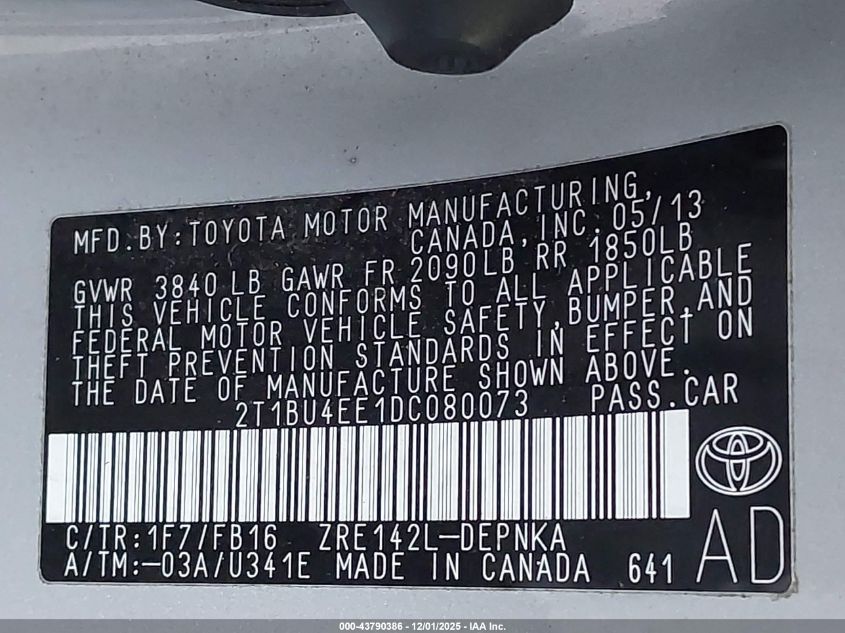 MFD.BY:TOYOTA MOTOR MANUFACTURING,
CANADA,INC. 05/13
GVWR 3840LB GAWR FR 2090LB RR 1850LB
THIS VEHICLE CONFORMS TO ALL APPLICABLE
FEDERAL MOTOR VEHICLE SAFETY,BUMPER,AND
THEFT PREVENTION STANDARDS IN EFFECT ON
THE DATE OF MANUFACTURE SHOWN ABOVE.
2T1BU4EE1DC080073 PASS.CAR
C/TR:1F7/FB16 ZRE142L-DEPNKA
A/TM:-03A/U341E MADE IN CANADA 641
AD
000-43790386 - 12/01/2025 - IAA Inc.